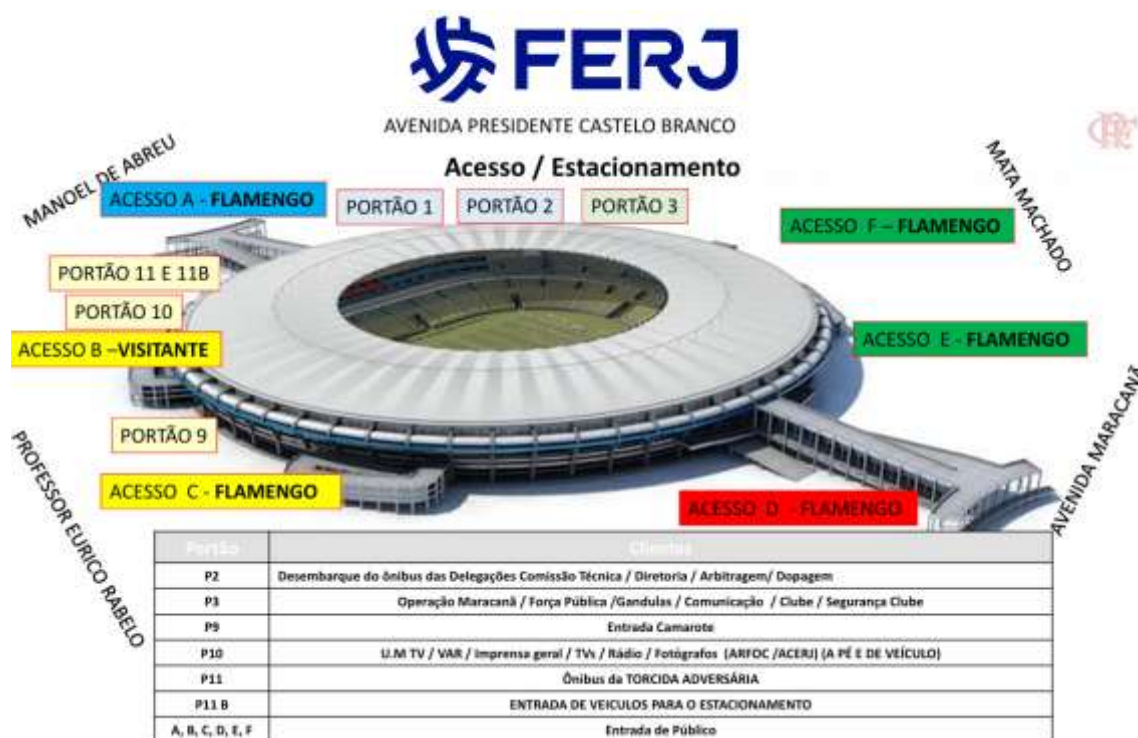 FERJ
AVENIDA PRESIDENTE CASTELO BRANCO
Acesso / Estacionamento
MANOEL DE ABREU
MATA MACHADO
ACESSO A - FLAMENGO
PORTÃO 1
PORTÃO 2
PORTÃO 3
ACESSO F – FLAMENGO
PORTÃO 11 E 11B
PORTÃO 10
ACESSO B –VISITANTE
ACESSO E - FLAMENGO
PORTÃO 9
ACESSO C - FLAMENGO
ACESSO D - FLAMENGO
PROFESSOR EURICO RABELO
AVENIDA MARACANÃ
Portão Clientes
P2 Desembarque do ônibus das Delegações Comissão Técnica / Diretoria / Arbitragem/ Dopagem
P3 Operação Maracanã / Força Pública /Gandulas / Comunicação / Clube / Segurança Clube
P9 Entrada Camarote
P10 U.M TV / VAR / Imprensa geral / TVs / Rádio / Fotógrafos (ARFOC /ACERJ) (A PÉ E DE VEÍCULO)
P11 Ônibus da TORCIDA ADVERSÁRIA
P11 B ENTRADA DE VEICULOS PARA O ESTACIONAMENTO
A, B, C, D, E, F Entrada de Público